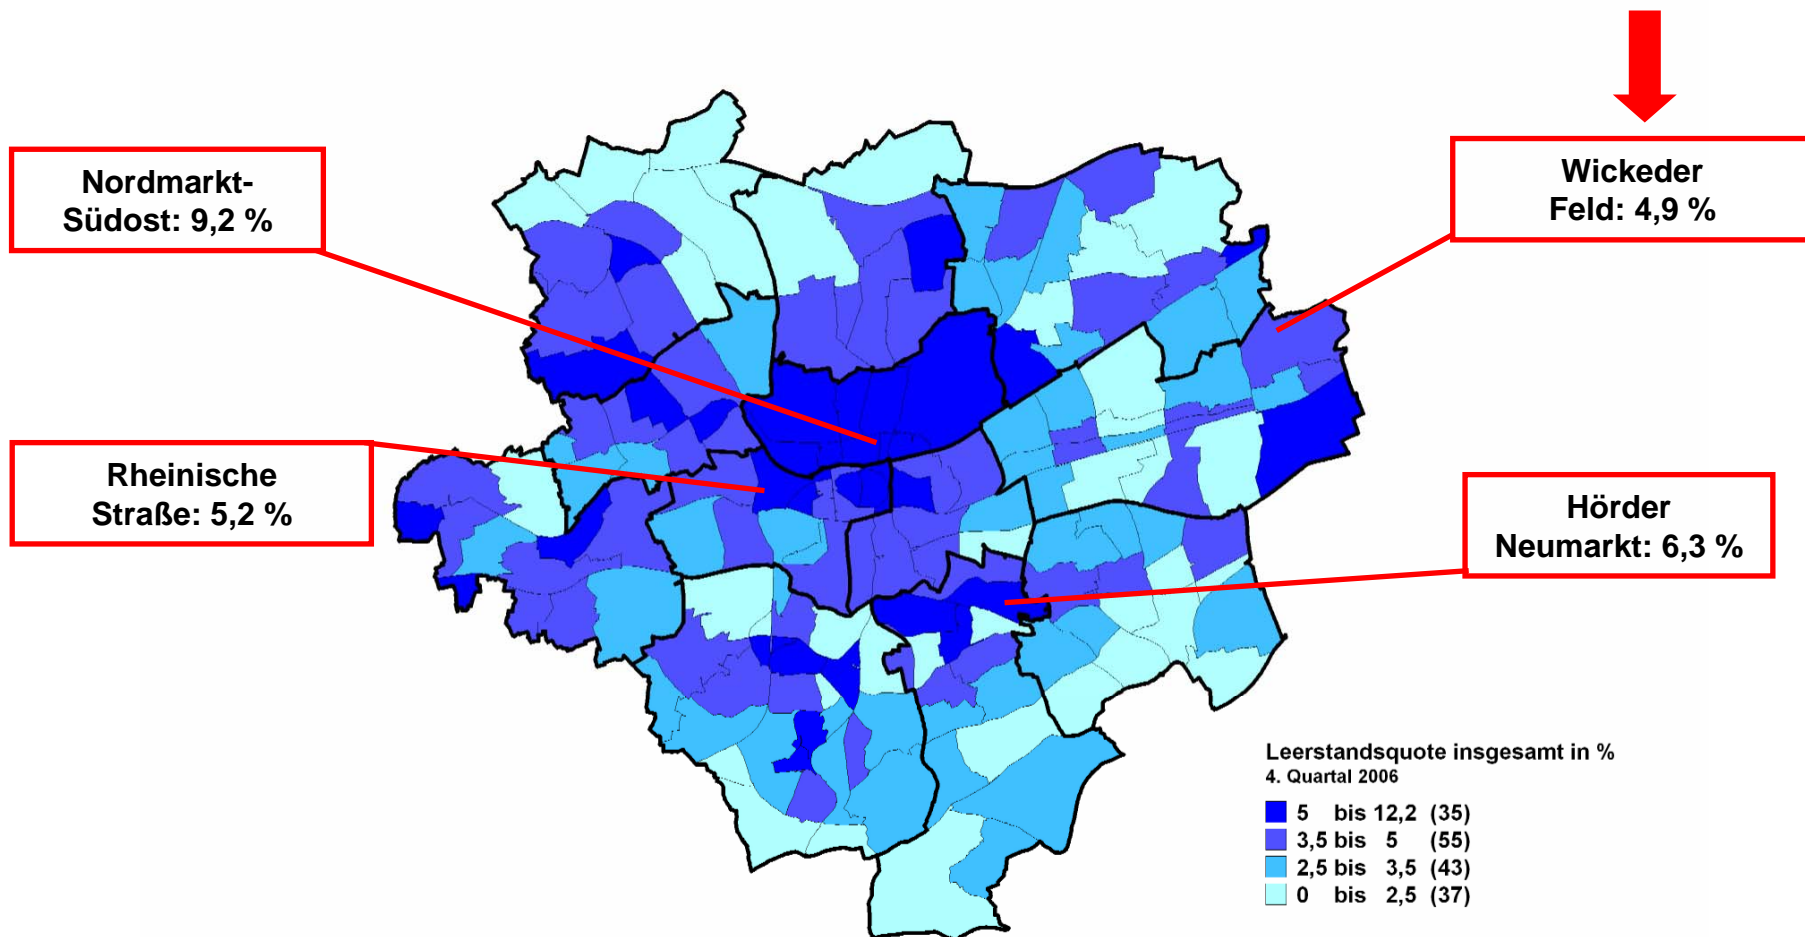 Nordmarkt-
Südost: 9,2 %
Wickeder
Feld: 4,9 %
Rheinische
Straße: 5,2 %
Hörder
Neumarkt: 6,3 %
Leerstandsquote insgesamt in %
4. Quartal 2006
5 bis 12,2 (35)
3,5 bis 5 (55)
2,5 bis 3,5 (43)
0 bis 2,5 (37)